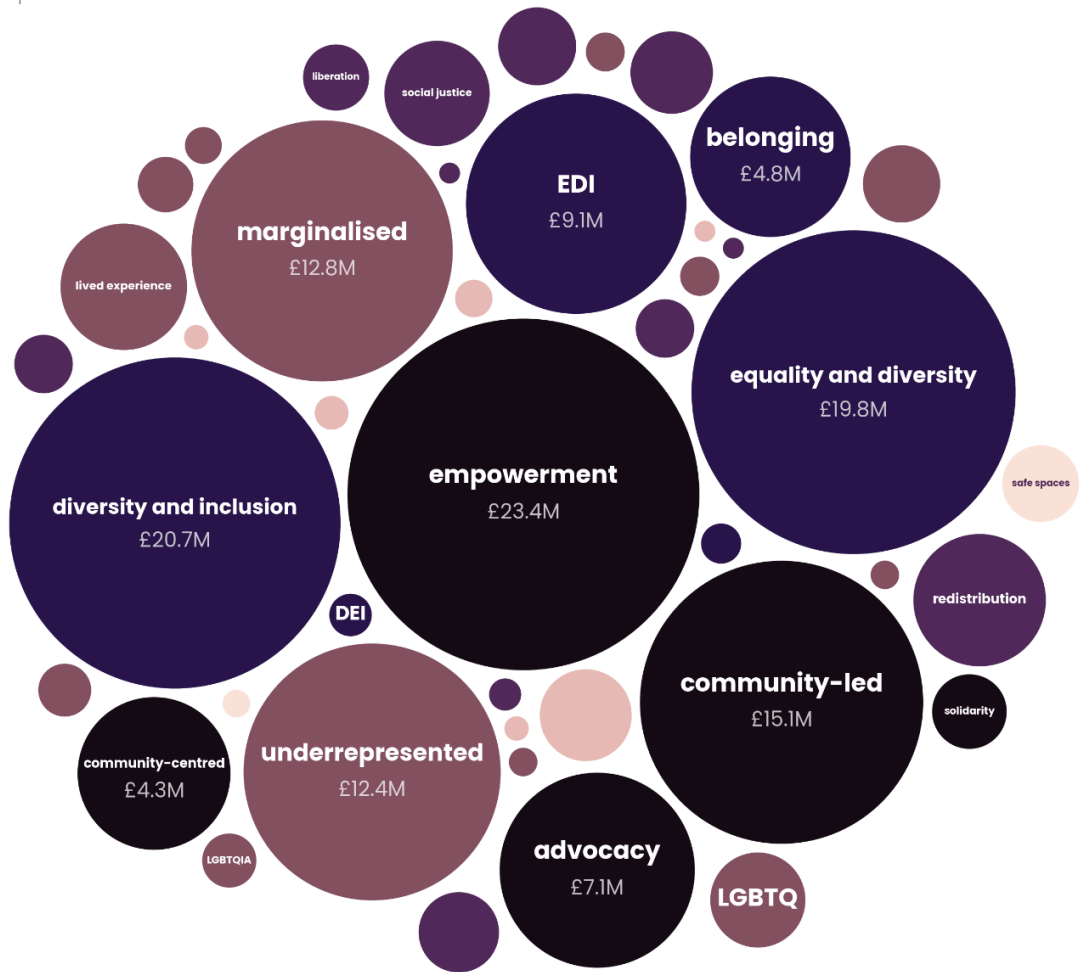 liberation
social justice
belonging
£4.8M
EDI
£9.1M
marginalised
£12.8M
lived experience
equality and diversity
£19.8M
empowerment
£23.4M
safe spaces
diversity and inclusion
£20.7M
redistribution
DEI
community-led
£15.1M
solidarity
underrepresented
£12.4M
community-centred
£4.3M
advocacy
£7.1M
LGBTQIA
LGBTQ